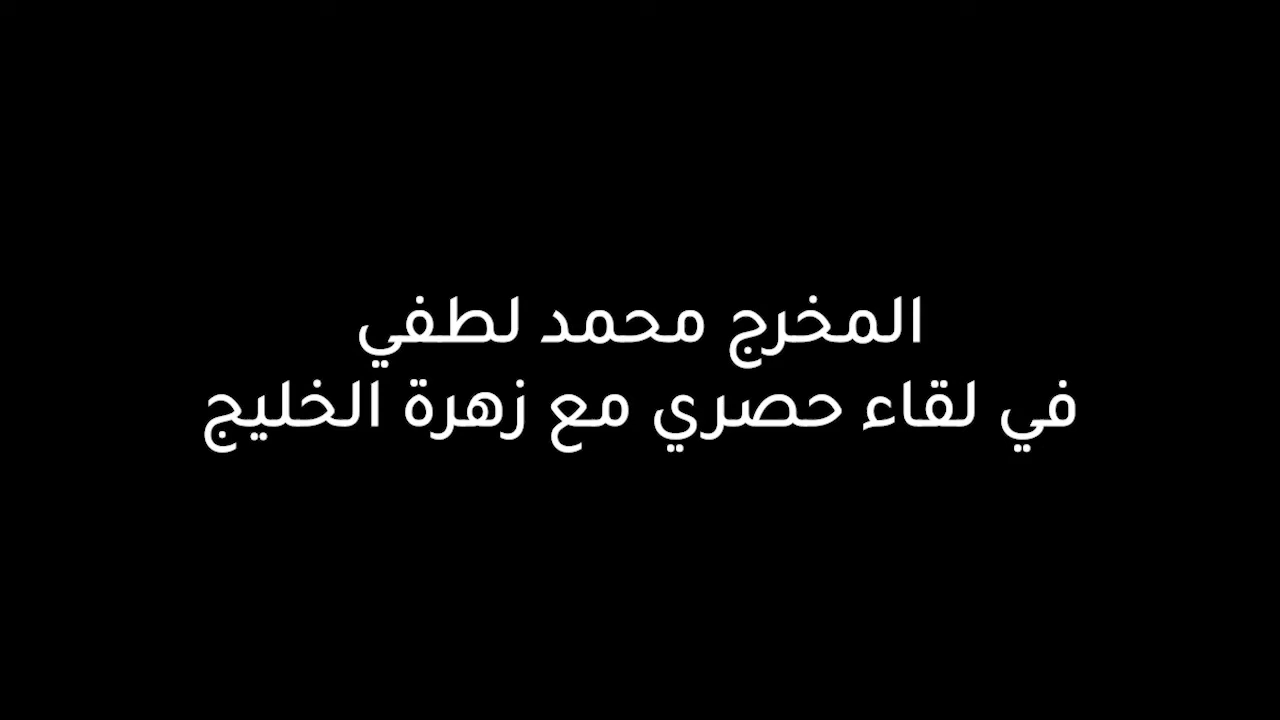 المخرج محمد لطفي
في لقاء حصري مع زهرة الخليج